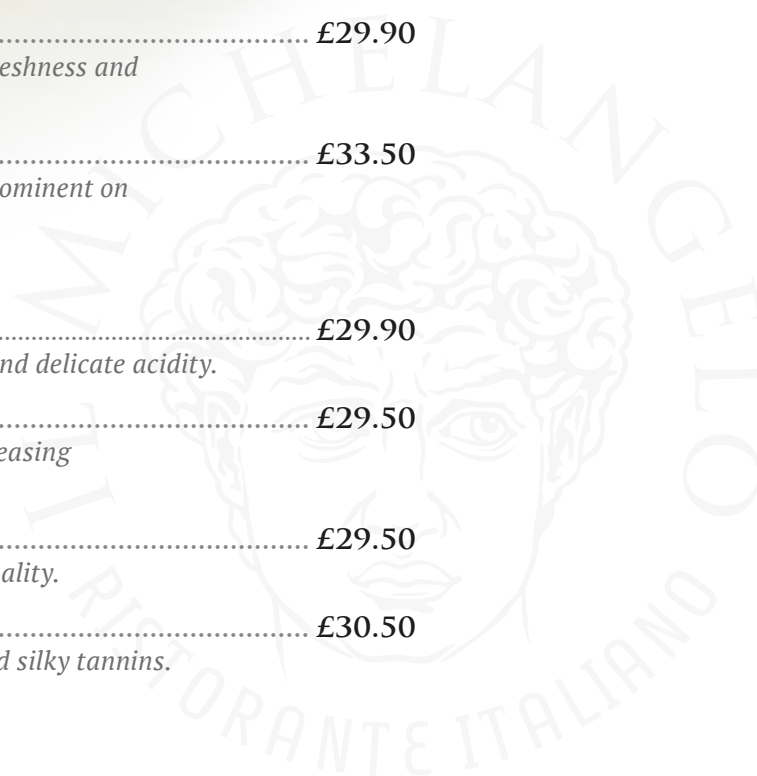 ........................................ £29.90
eshness and
........................................ £33.50
ominent on
........................................ £29.90
nd delicate acidity.
........................................ £29.50
easing
........................................ £29.50
ality.
........................................ £30.50
d silky tannins.
IL MICHELANGELO
RISTORANTE ITALIANO